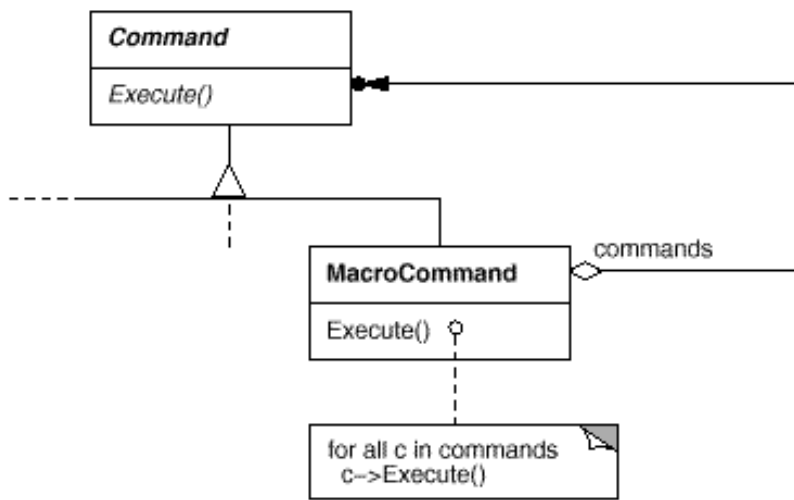 Command
Execute()
commands
MacroCommand
Execute()
for all c in commands
c->Execute()